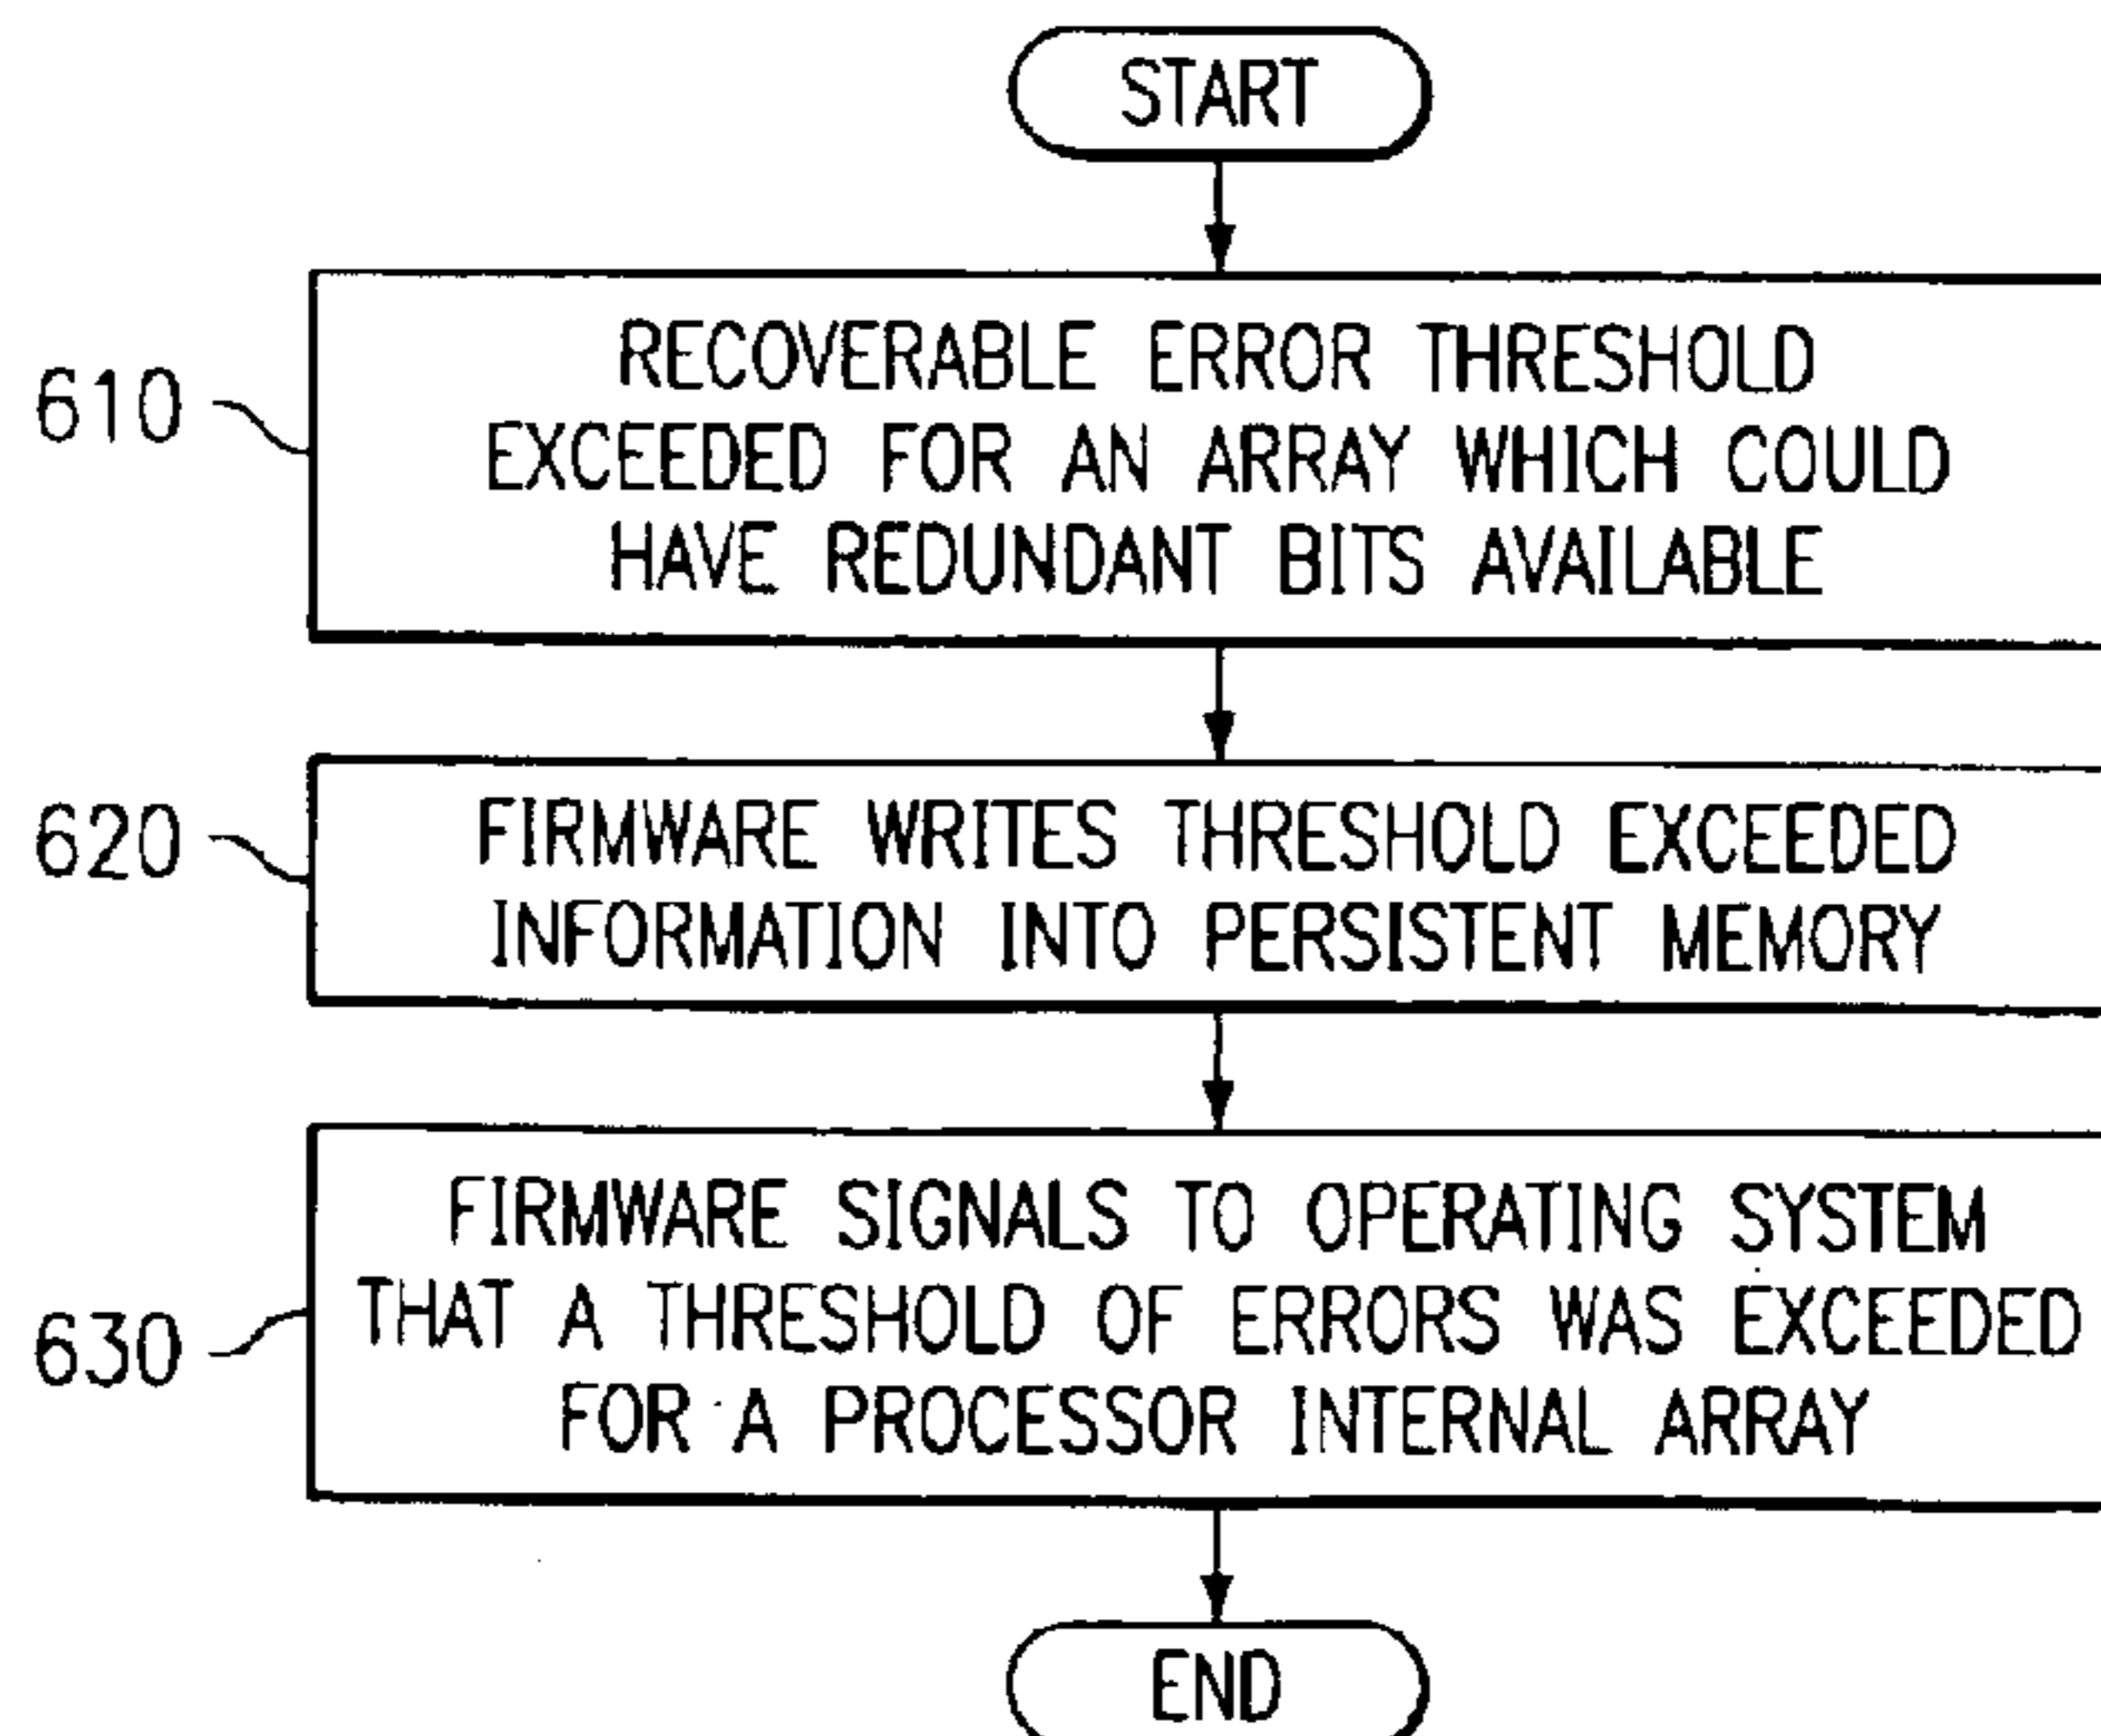 START
610
RECOVERABLE ERROR THRESHOLD
EXCEEDED FOR AN ARRAY WHICH COULD
HAVE REDUNDANT BITS AVAILABLE
620
FIRMWARE WRITES THRESHOLD EXCEEDED
INFORMATION INTO PERSISTENT MEMORY
630
FIRMWARE SIGNALS TO OPERATING SYSTEM
THAT A THRESHOLD OF ERRORS WAS EXCEEDED
FOR A PROCESSOR INTERNAL ARRAY
END